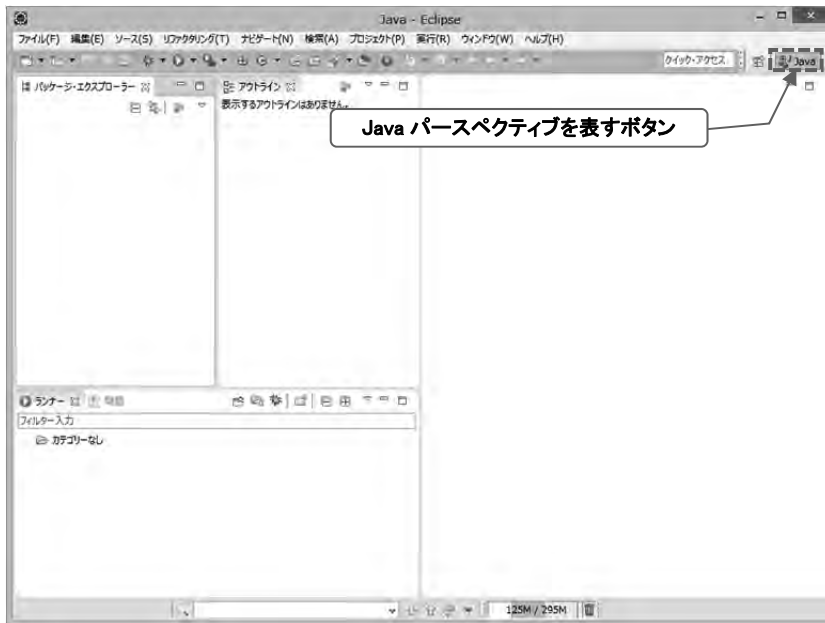 Java - Eclipse
ファイル(F) 編集(E) ソース(S) リファクタリング(T) ナビゲート(N) 検索(A) プロジェクト(P) 実行(R) ウィンドウ(W) ヘルプ(H)
クイック・アクセス
Java
パッケージ・エクスプローラー
アウトライン
表示するアウトラインはありません。
Java パースペクティブを表すボタン
ランナー
フィルター入力
カテゴリーなし
125M / 295M